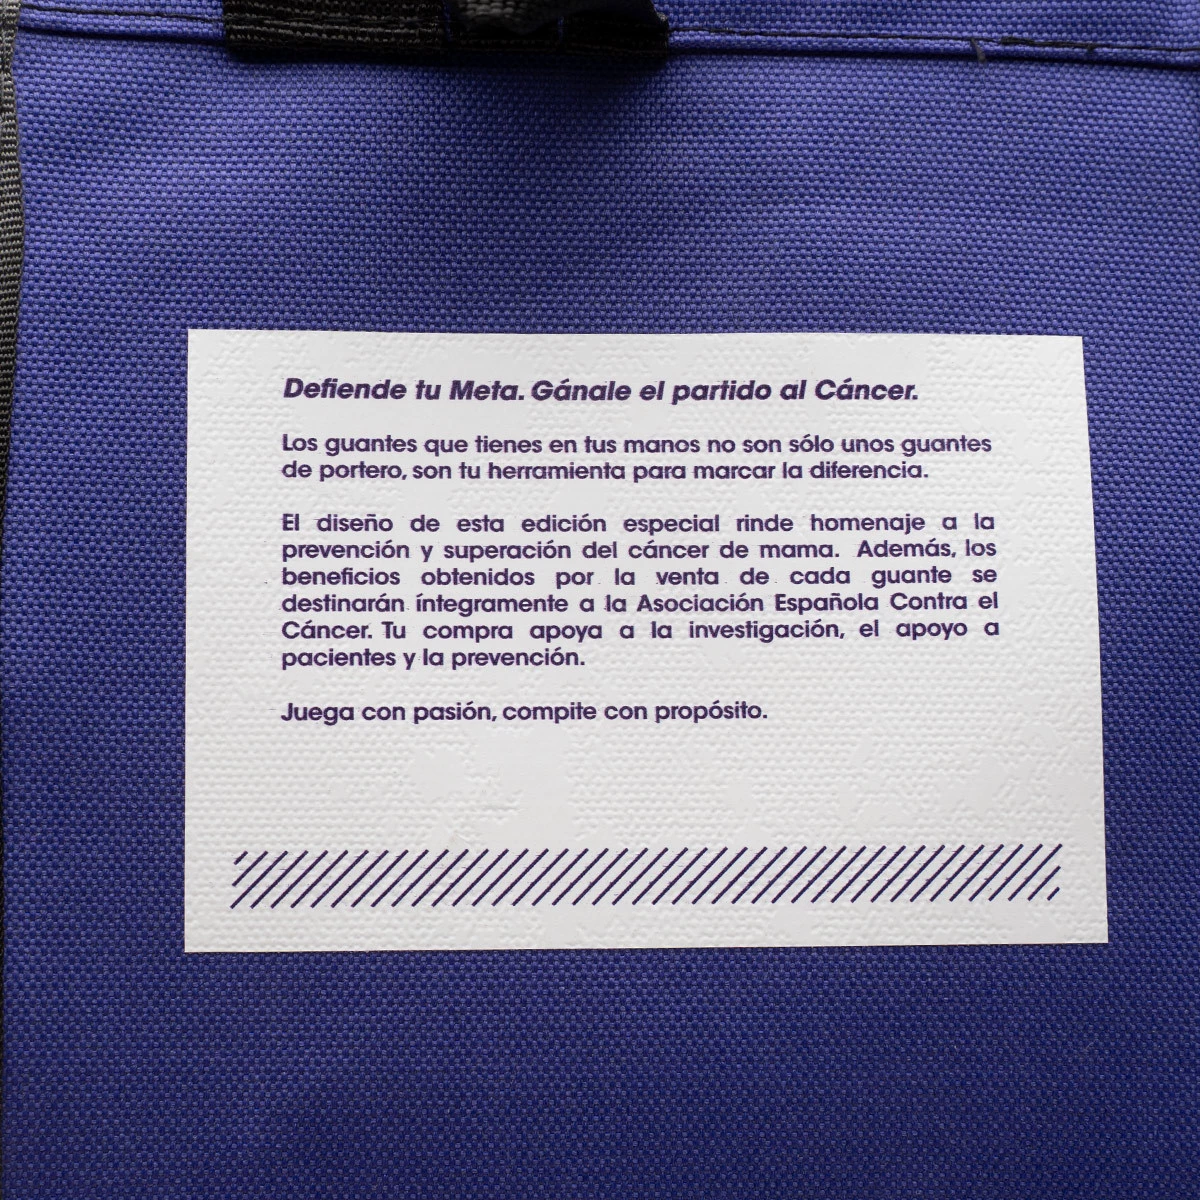 Defiende tu Meta. Gánale el partido al Cáncer.
Los guantes que tienes en tus manos no son sólo unos guantes
de portero, son tu herramienta para marcar la diferencia.
El diseño de esta edición especial rinde homenaje a la
prevención y superación del cáncer de mama. Además, los
beneficios obtenidos por la venta de cada guante se
destinarán íntegramente a la Asociación Española Contra el
Cáncer. Tu compra apoya a la investigación, el apoyo a
pacientes y la prevención.
Juega con pasión, compite con propósito.